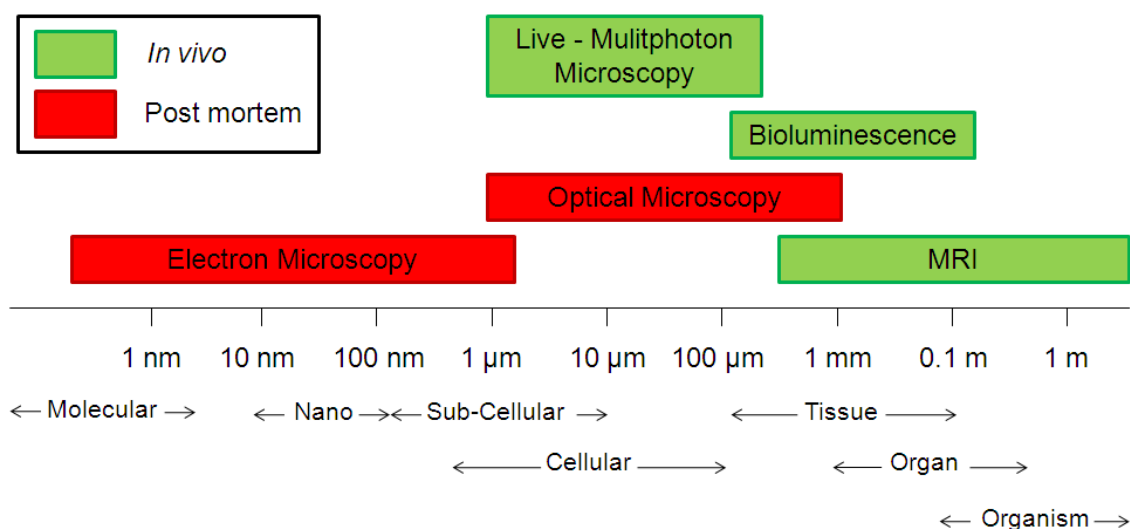 In vivo
Post mortem
Live - Mulitphoton
Microscopy
Bioluminescence
Optical Microscopy
Electron Microscopy
MRI
1 nm 10 nm 100 nm 1 µm 10 µm 100 µm 1 mm 0.1 m 1 m
Molecular Nano Sub-Cellular Tissue
Cellular Organ
Organism